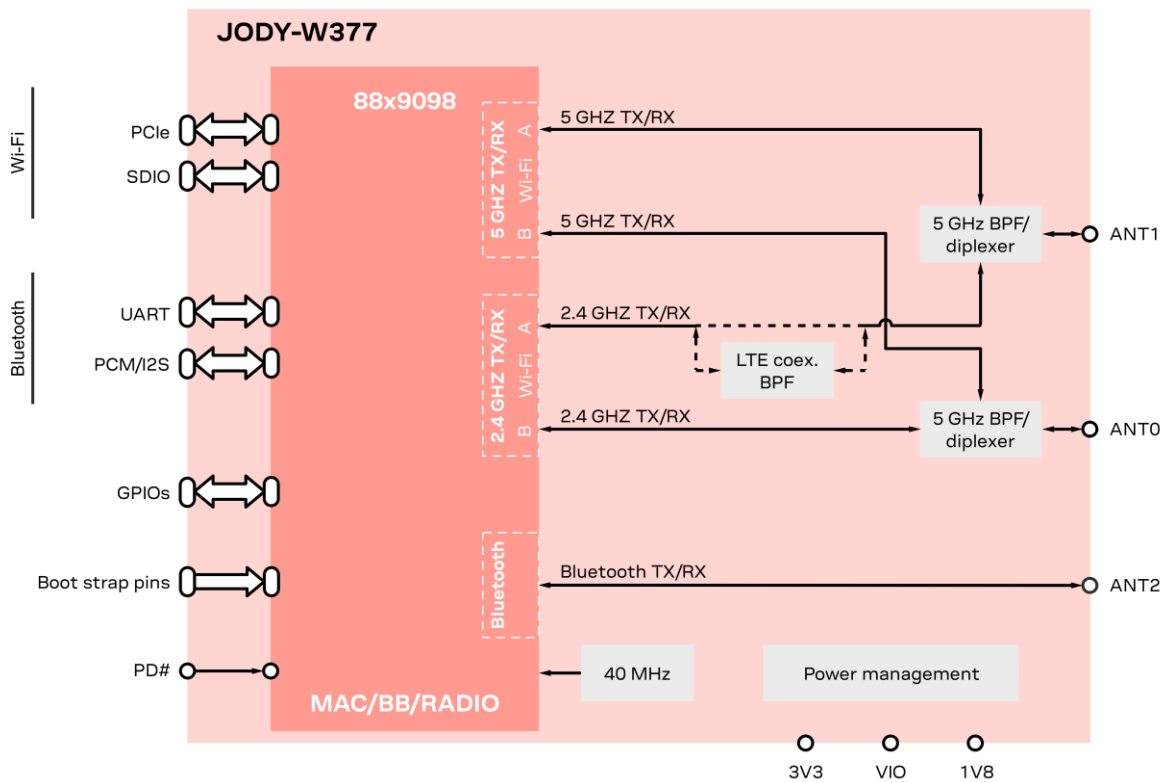 JODY-W377
88x9098
Wi-Fi
PCIe
SDIO
Bluetooth
UART
PCM/I2S
GPIOs
Boot strap pins
PD#
5 GHZ TX/RX
Wi-Fi
A
B
2.4 GHZ TX/RX
Wi-Fi
A
B
Bluetooth
MAC/BB/RADIO
5 GHZ TX/RX
5 GHZ TX/RX
2.4 GHZ TX/RX
LTE coex.
BPF
2.4 GHZ TX/RX
Bluetooth TX/RX
5 GHz BPF/
diplexer
ANT1
5 GHz BPF/
diplexer
ANT0
ANT2
40 MHz
Power management
3V3
VIO
1V8